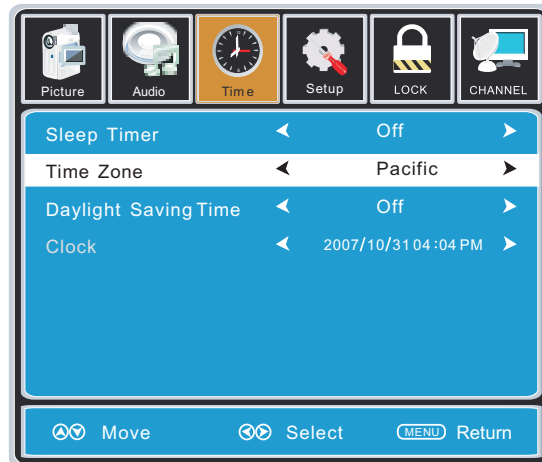 Picture Audio Time Setup LOCK CHANNEL
Sleep Timer Off
Time Zone Pacific
Daylight Saving Time Off
Clock 2007/10/31 04:04 PM
Move Select MENU Return